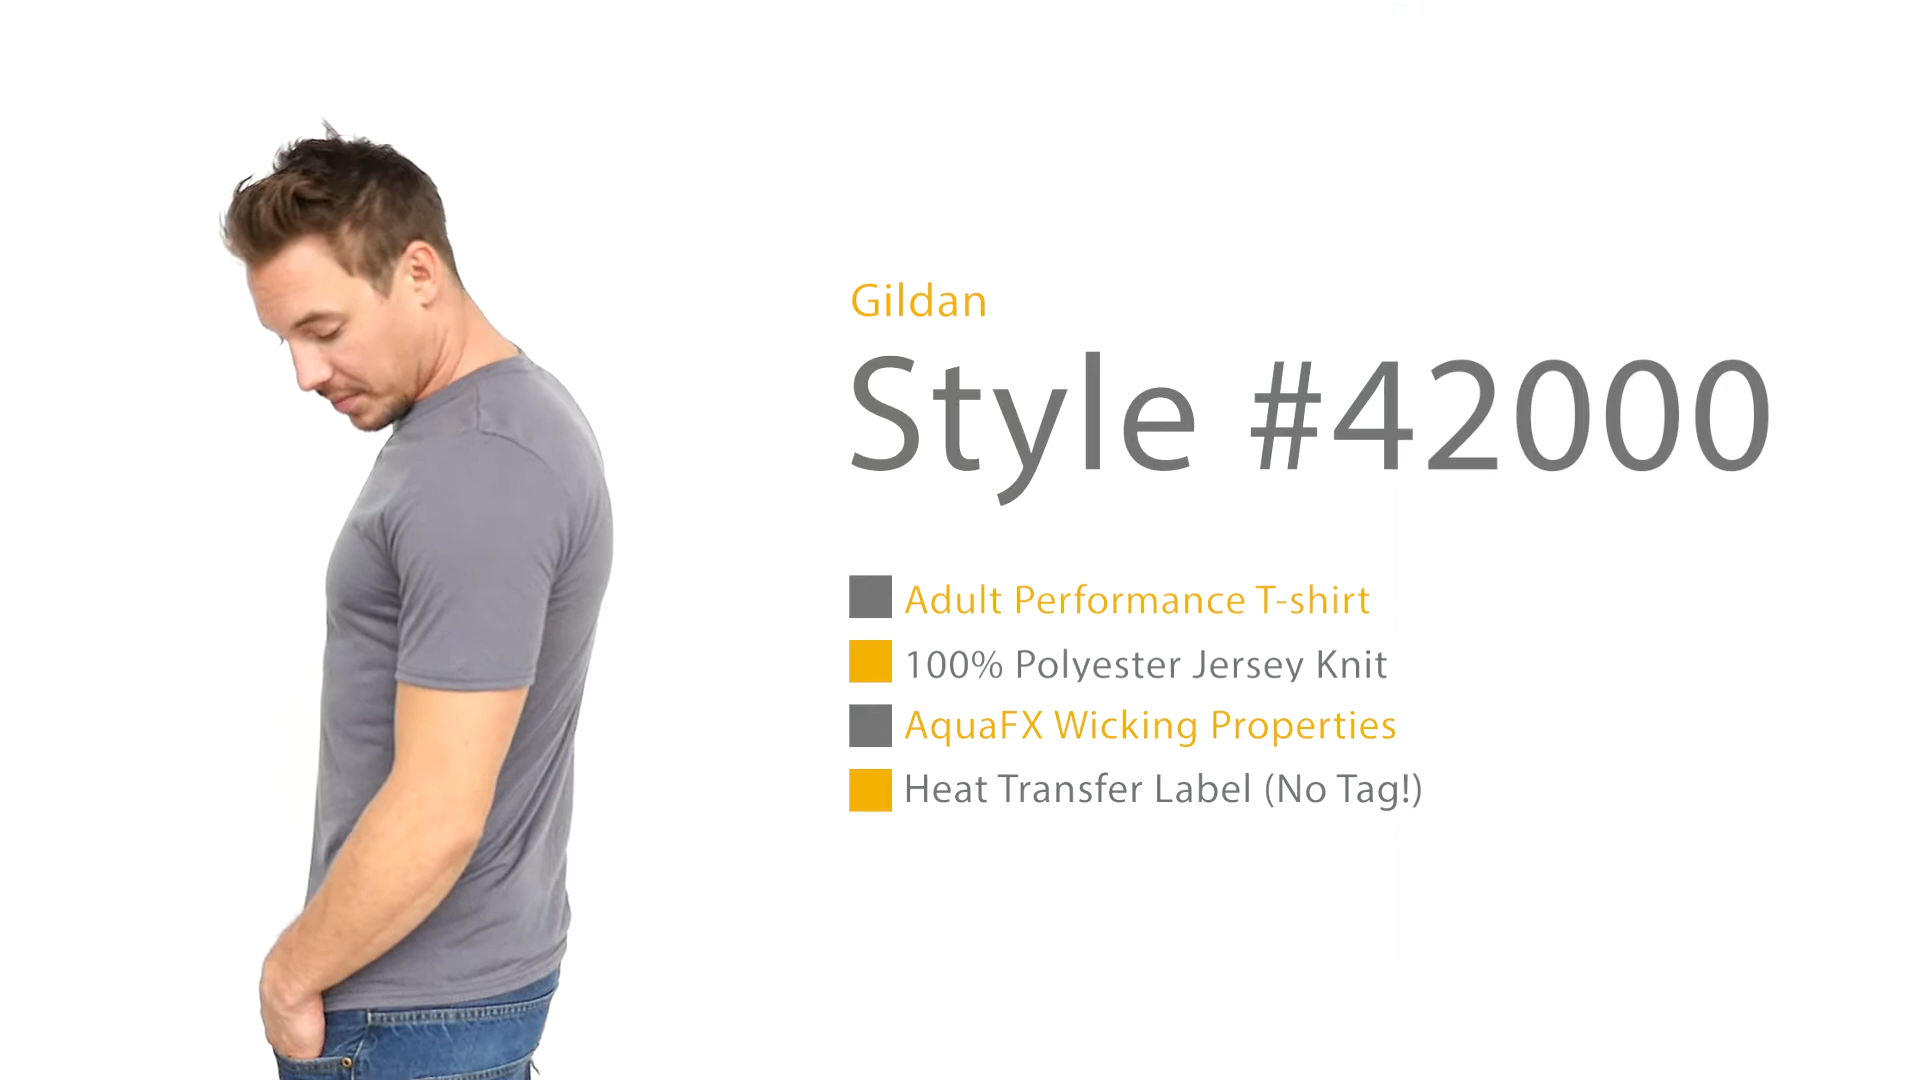 Gildan
Style #42000
Adult Performance T-shirt
100% Polyester Jersey Knit
AquaFX Wicking Properties
Heat Transfer Label (No Tag!)